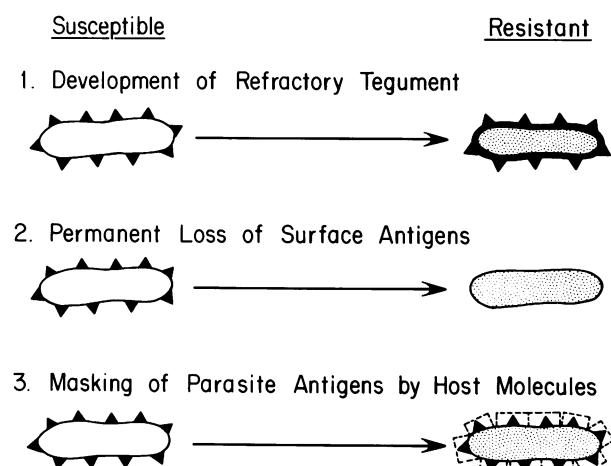 Susceptible Resistant
1. Development of Refractory Tegument
2. Permanent Loss of Surface Antigens
3. Masking of Parasite Antigens by Host Molecules